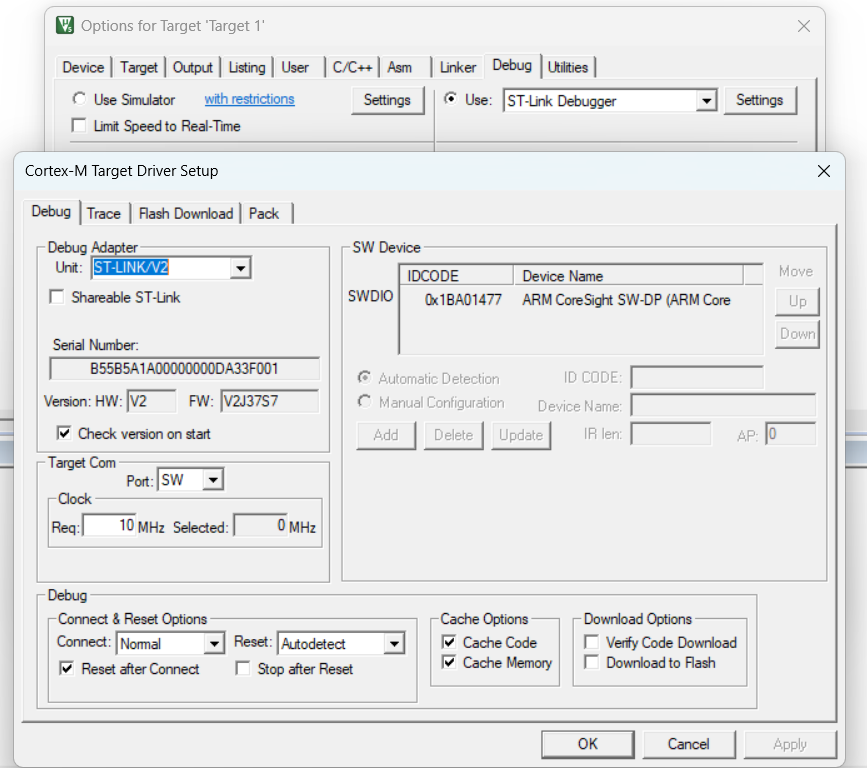 Options for Target 'Target 1'
Device Target Output Listing User C/C++ Asm Linker Debug Utilities
Use Simulator with restrictions Settings Use: ST-Link Debugger Settings
Limit Speed to Real-Time
Cortex-M Target Driver Setup
Debug Trace Flash Download Pack
Debug Adapter
Unit: ST-LINK/V2
Shareable ST-Link
Serial Number:
B55B5A1A00000000DA33F001
Version: HW: V2 FW: V2J37S7
Check version on start
Target Com
Port: SW
Clock
Req: 10 MHz Selected: 0 MHz
SW Device
IDCODE Device Name Move
SWDIO 0x1BA01477 ARM CoreSight SW-DP (ARM Core Up
Down
Automatic Detection ID CODE:
Manual Configuration Device Name:
Add Delete Update IR len: AP: 0
Debug
Connect & Reset Options
Connect: Normal Reset: Autodetect
Reset after Connect Stop after Reset
Cache Options
Cache Code
Cache Memory
Download Options
Verify Code Download
Download to Flash
OK Cancel Apply